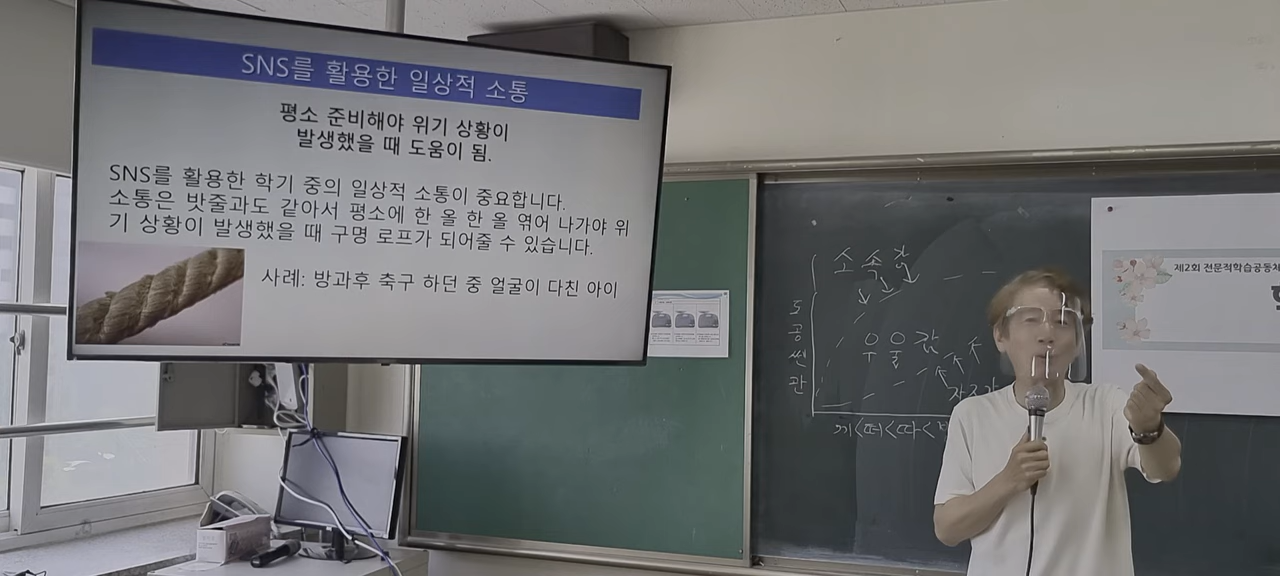 SNS를 활용한 일상적 소통
평소 준비해야 위기 상황이
발생했을 때 도움이 됨.
SNS를 활용한 학기 중의 일상적 소통이 중요합니다.
소통은 밧줄과도 같아서 평소에 한 올 한 올 엮어 나가야 위
기 상황이 발생했을 때 구명 로프가 되어줄 수 있습니다.
사례: 방과후 축구 하던 중 얼굴이 다친 아이
소속감
도공쎈관
우울감
자존감
끼<떠<따<
제2회 전문적학습공동체